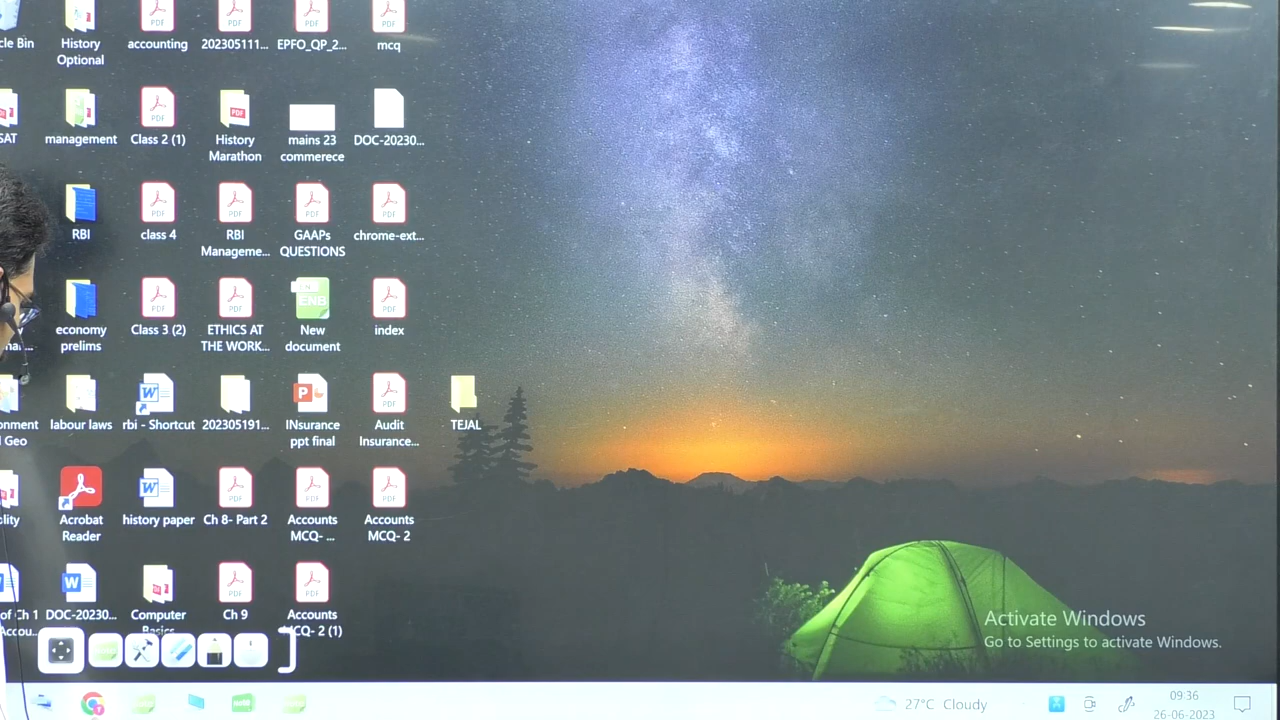 cle Bin
History
Optional
accounting
202305111...
EPFO_QP_2...
mcq
SAT
management
Class 2 (1)
History
Marathon
mains 23
commerece
DOC-20230...
RBI
class 4
RBI
Manageme...
GAAPs
QUESTIONS
chrome-ext...
economy
prelims
Class 3 (2)
ETHICS AT
THE WORK...
New
document
index
onment
Geo
labour laws
rbi - Shortcut
202305191...
INsurance
ppt final
Audit
Insurance...
TEJAL
Acrobat
Reader
history paper
Ch 8- Part 2
Accounts
MCQ- ...
Accounts
MCQ- 2
of Ch 1
Accou...
DOC-20230...
Computer
Basics
Ch 9
Accounts
MCQ- 2 (1)
Activate Windows
Go to Settings to activate Windows.
27°C Cloudy
09:36
26-06-2023